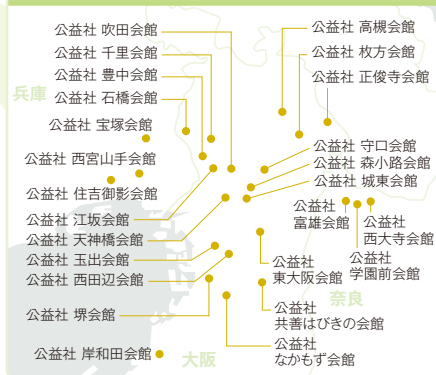 公益社 吹田会館
公益社 千里会館
公益社 豊中会館
兵庫
公益社 石橋会館
公益社 宝塚会館
公益社 西宮山手会館
公益社 住吉御影会館
公益社 江坂会館
公益社 天神橋会館
公益社 玉出会館
公益社 西田辺会館
公益社 堺会館
公益社 岸和田会館
大阪
公益社 高槻会館
公益社 枚方会館
公益社 正俊寺会館
公益社 守口会館
公益社 森小路会館
公益社 城東会館
公益社
富雄会館
公益社
西大寺会館
公益社
学園前会館
公益社
東大阪会館
奈良
公益社
共善はびきの会館
公益社
なかもず会館